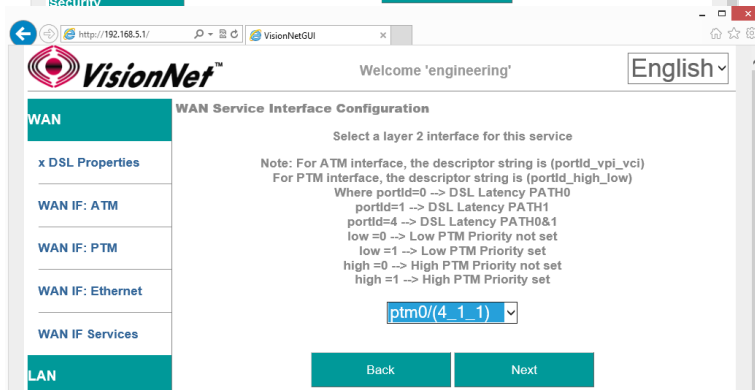 Security
http://192.168.5.1/
VisionNetGUI
VisionNet™
Welcome 'engineering'
English
WAN
x DSL Properties
WAN IF: ATM
WAN IF: PTM
WAN IF: Ethernet
WAN IF Services
LAN
WAN Service Interface Configuration
Select a layer 2 interface for this service
Note: For ATM interface, the descriptor string is (portId_vpi_vci)
For PTM interface, the descriptor string is (portId_high_low)
Where portId=0 --> DSL Latency PATH0
portId=1 --> DSL Latency PATH1
portId=4 --> DSL Latency PATH0&1
low =0 --> Low PTM Priority not set
low =1 --> Low PTM Priority set
high =0 --> High PTM Priority not set
high =1 --> High PTM Priority set
ptm0/(4_1_1)
Back
Next